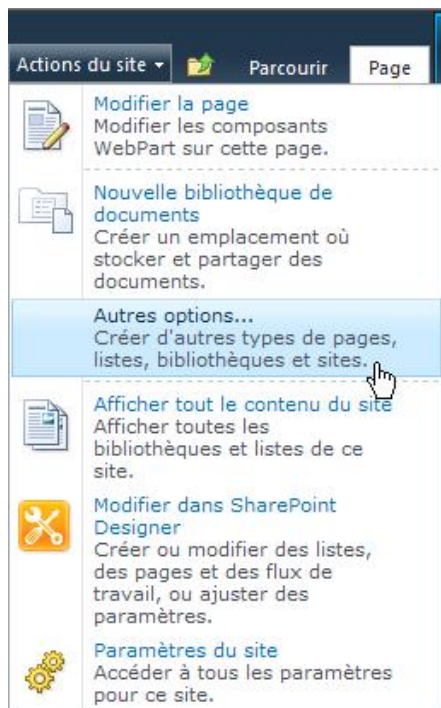 Actions du site Parcourir Page
Modifier la page
Modifier les composants
WebPart sur cette page.
Nouvelle bibliothèque de
documents
Créer un emplacement où
stocker et partager des
documents.
Autres options...
Créer d'autres types de pages,
listes, bibliothèques et sites.
Afficher tout le contenu du site
Afficher toutes les
bibliothèques et listes de ce
site.
Modifier dans SharePoint
Designer
Créer ou modifier des listes,
des pages et des flux de
travail, ou ajuster des
paramètres.
Paramètres du site
Accéder à tous les paramètres
pour ce site.